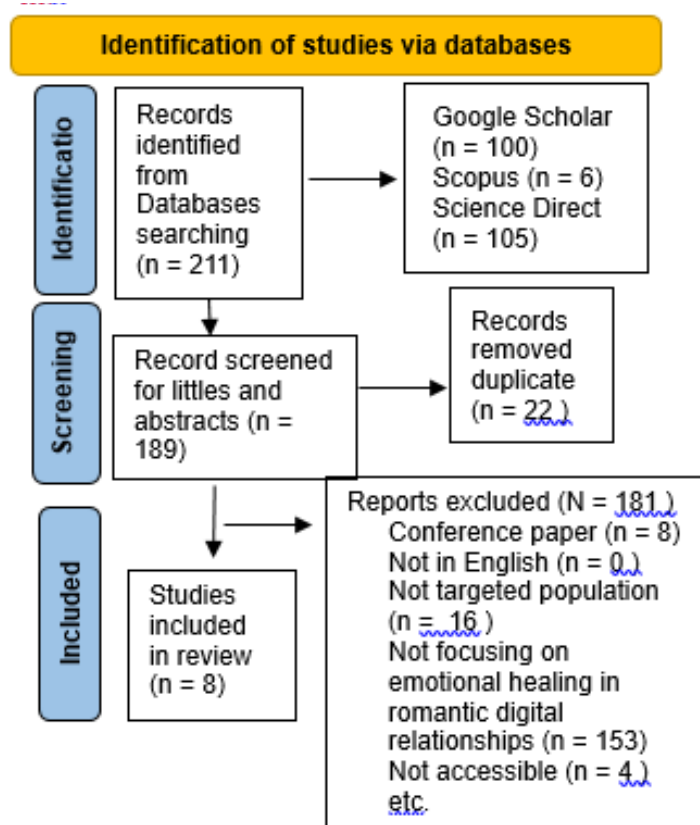 Identification of studies via databases
Identificatio
Records
identified
from
Databases
searching
(n = 211)
Google Scholar
(n = 100)
Scopus (n = 6)
Science Direct
(n = 105)
Screening
Record screened
for littles and
abstracts (n =
189)
Records
removed
duplicate
(n = 22 )
Included
Studies
included
in review
(n = 8)
Reports excluded (N = 181 )
Conference paper (n = 8)
Not in English (n = 0 )
Not targeted population
(n = 16 )
Not focusing on
emotional healing in
romantic digital
relationships (n = 153)
Not accessible (n = 4 )
etc.